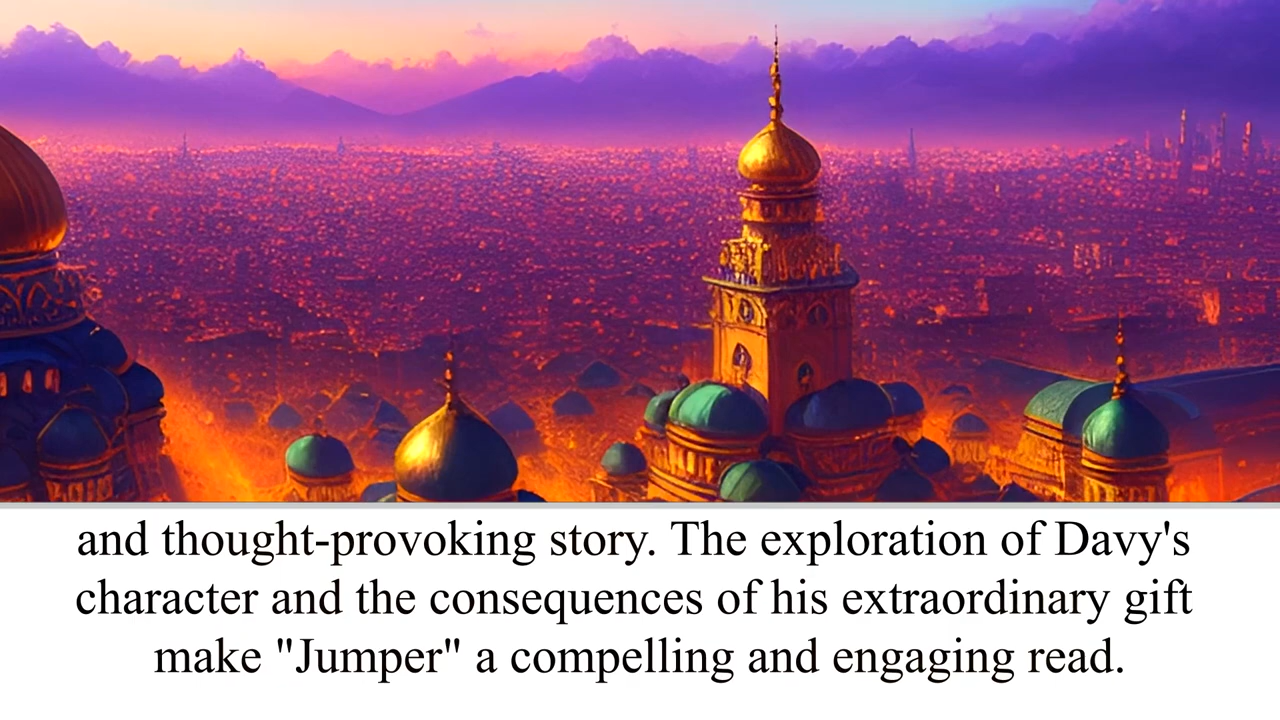 and thought-provoking story. The exploration of Davy's
character and the consequences of his extraordinary gift
make "Jumper" a compelling and engaging read.